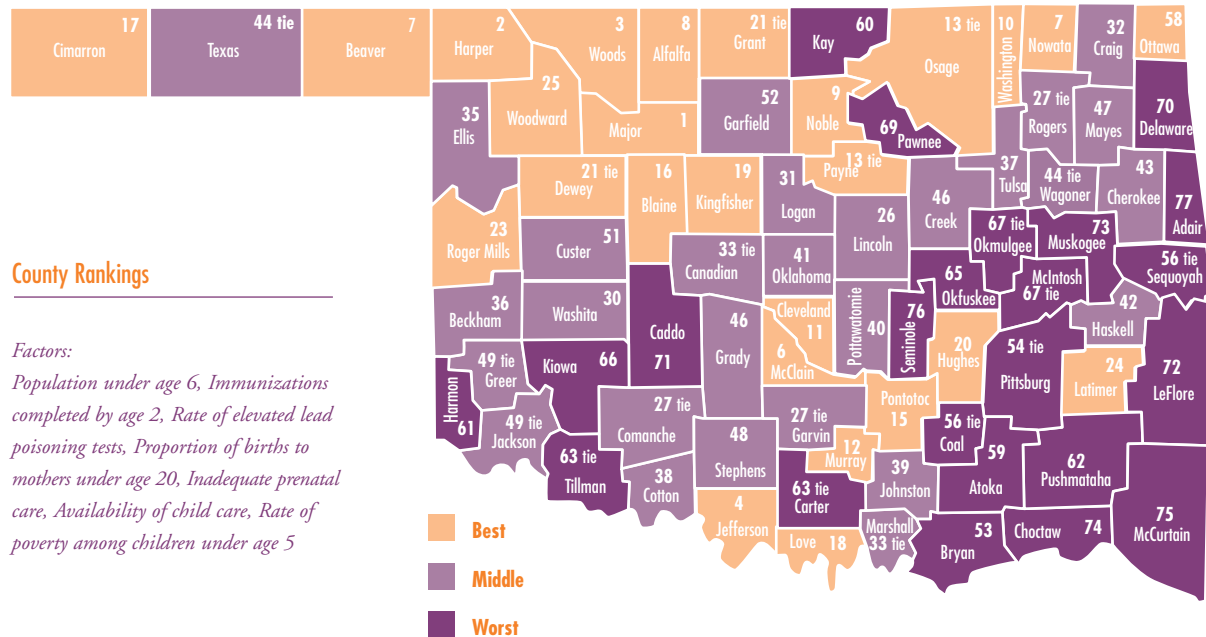 17
Cimarron
44 tie
Texas
7
Beaver
2
Harper
3
Woods
8
Alfalfa
21 tie
Grant
60
Kay
13 tie
Osage
10
Washington
7
Nowata
32
Craig
58
Ottawa
35
Ellis
25
Woodward
Major
1
52
Garfield
9
Noble
69
Pawnee
27 tie
Rogers
47
Mayes
70
Delaware
21 tie
Dewey
16
Blaine
19
Kingfisher
31
Logan
13 tie
Payne
37
Tulsa
44 tie
Wagoner
43
Cherokee
77
Adair
23
Roger Mills
51
Custer
33 tie
Canadian
41
Oklahoma
26
Lincoln
46
Creek
67 tie
Okmulgee
73
Muskogee
56 tie
Sequoyah
36
Beckham
30
Washita
Caddo
71
46
Grady
Cleveland
11
6
McClain
Pottawatomie
40
76
Seminole
65
Okfuskee
McIntosh
67 tie
42
Haskell
49 tie
Greer
66
Kiowa
20
Hughes
54 tie
Pittsburg
24
Latimer
72
LeFlore
Harmon
61
49 tie
Jackson
27 tie
Comanche
27 tie
Garvin
Pontotoc
15
56 tie
Coal
63 tie
Tillman
38
Cotton
48
Stephens
12
Murray
39
Johnston
59
Atoka
62
Pushmataha
4
Jefferson
63 tie
Carter
Love 18
Marshall
33 tie
53
Bryan
Choctaw 74
75
McCurtain
County Rankings
Factors:
Population under age 6, Immunizations
completed by age 2, Rate of elevated lead
poisoning tests, Proportion of births to
mothers under age 20, Inadequate prenatal
care, Availability of child care, Rate of
poverty among children under age 5
Best
Middle
Worst